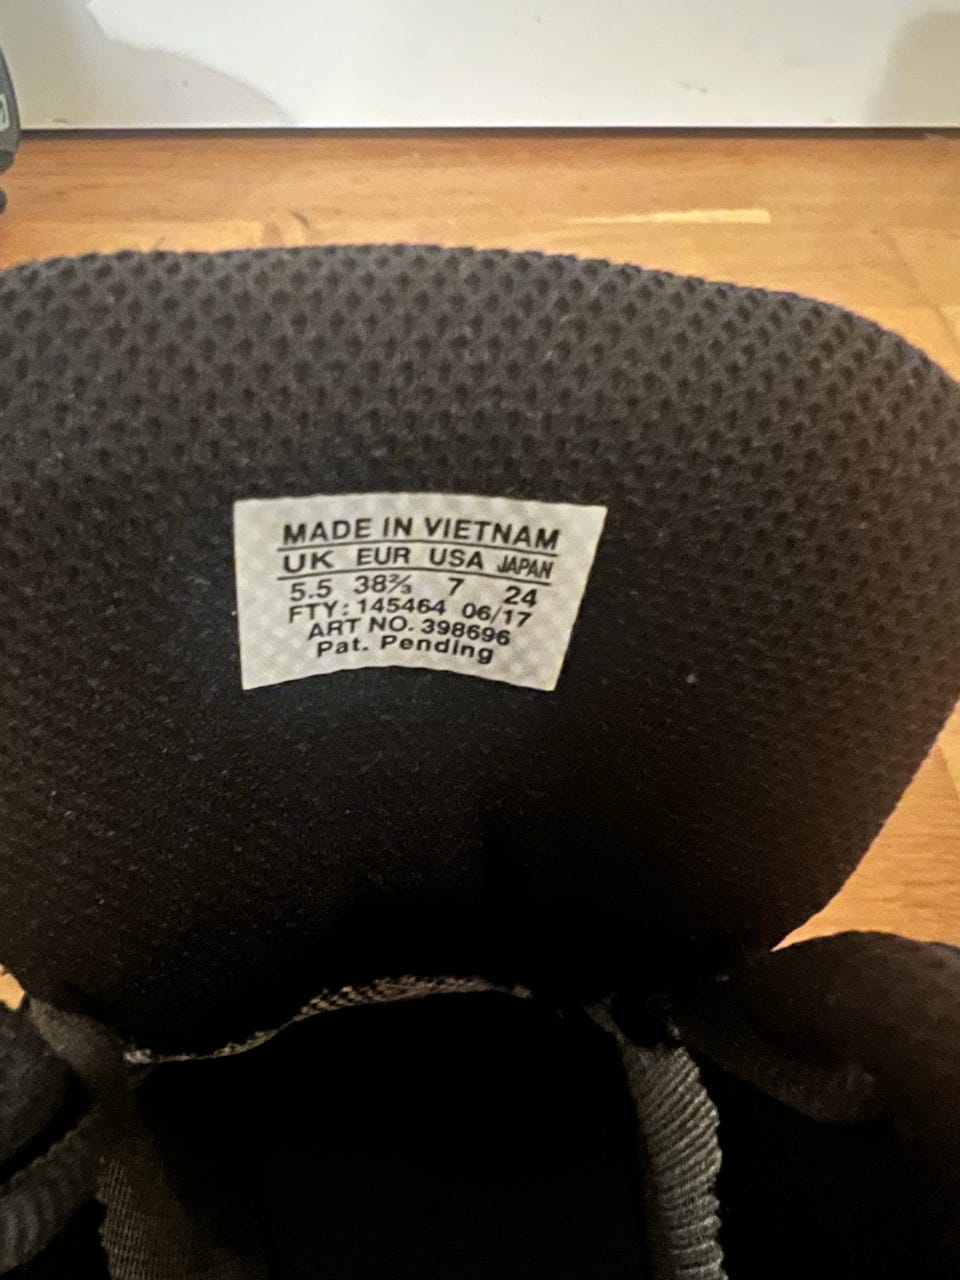 MADE IN VIETNAM
UK EUR USA JAPAN
5.5 38⅔ 7 24
FTY: 145464 06/17
ART NO. 398696
Pat. Pending